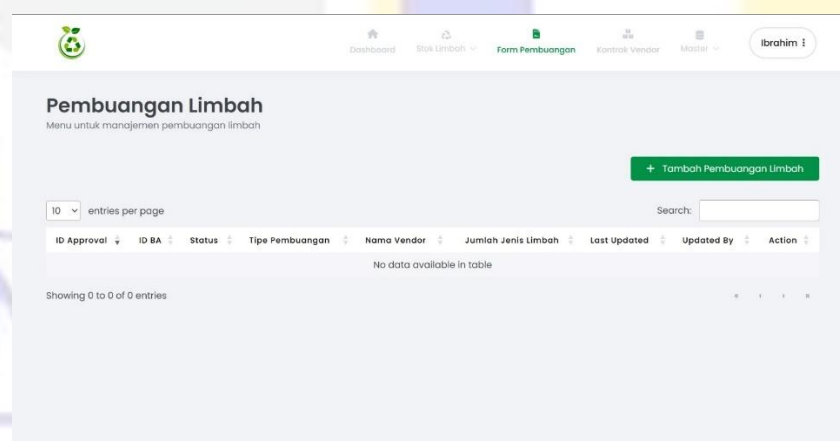 Dashboard Stok Limbah Form Pembuangan Kontrak Vendor Master Ibrahim
Pembuangan Limbah
Menu untuk manajemen pembuangan limbah
+ Tambah Pembuangan Limbah
10 entries per page Search:
ID Approval ID BA Status Tipe Pembuangan Nama Vendor Jumlah Jenis Limbah Last Updated Updated By Action
No data available in table
Showing 0 to 0 of 0 entries « ‹ › »